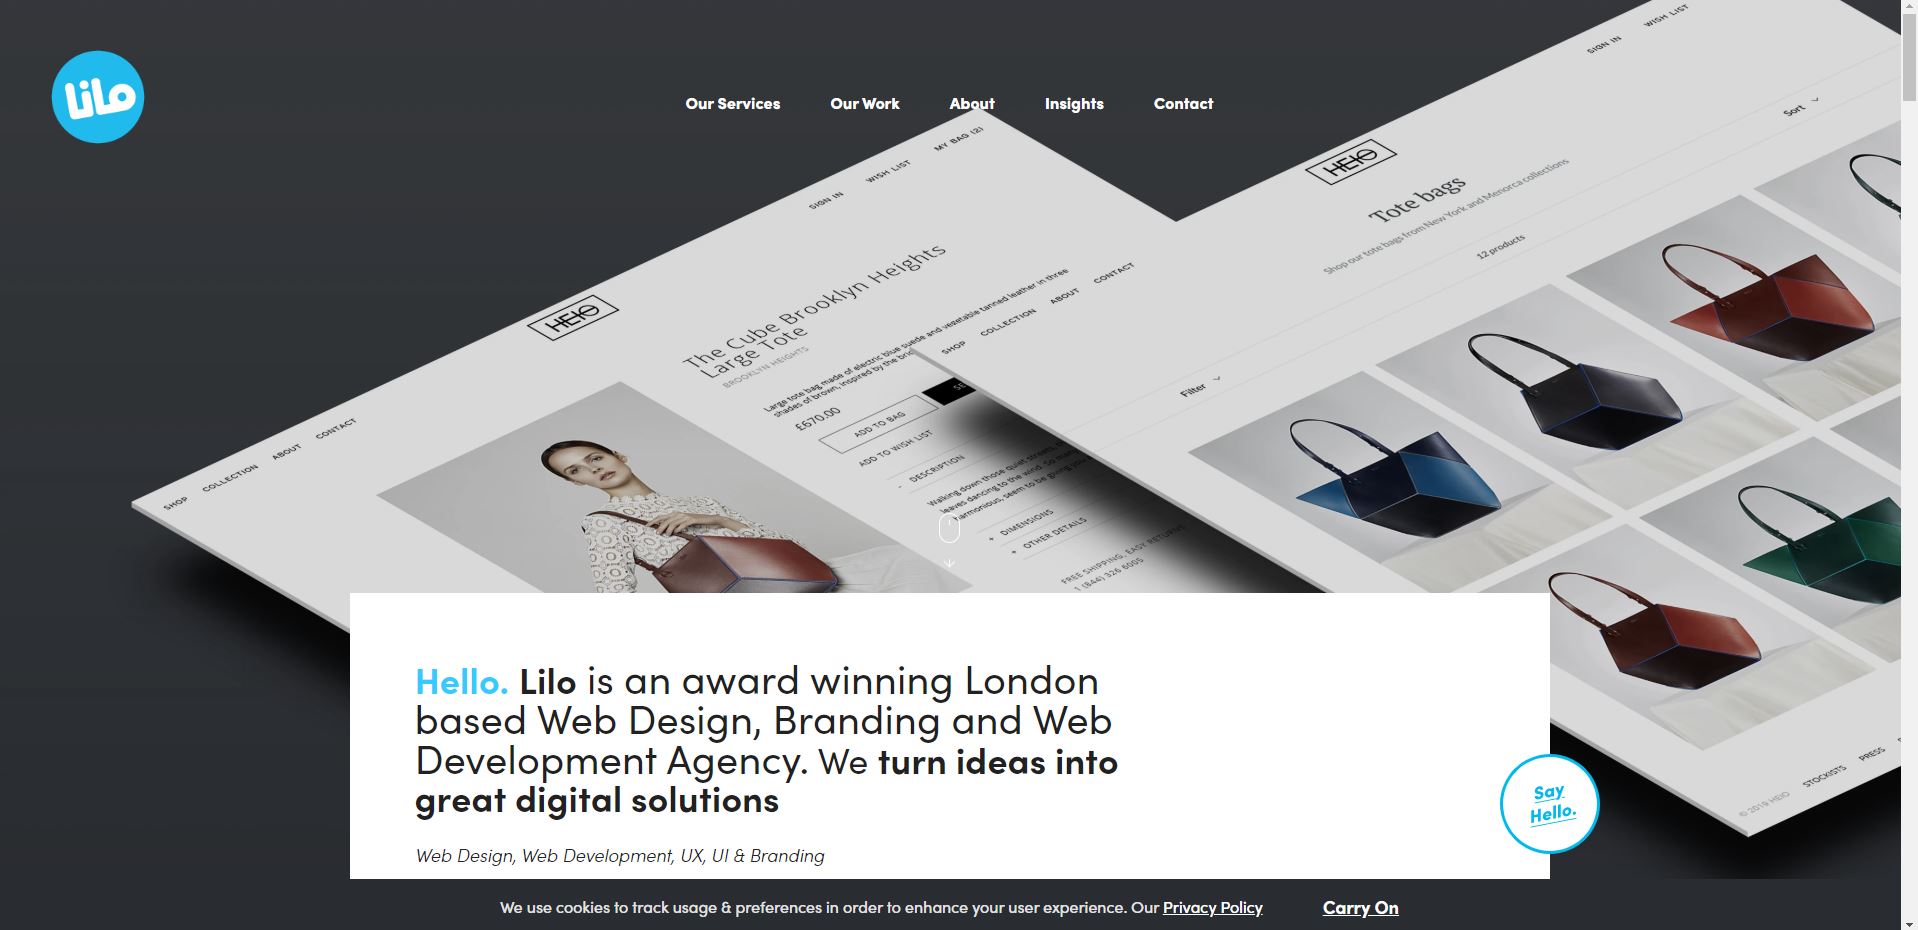 Lilo
Our Services
Our Work
About
Insights
Contact
SIGN IN
WISH LIST
Sort
HEIO
Tote bags
Shop our tote bags from New York and Menorca collections
12 products
SHOP
COLLECTION
ABOUT
CONTACT
Filter
SIGN IN
WISH LIST
MY BAG (2)
HEIO
The Cube Brooklyn Heights
Large Tote
BROOKLYN HEIGHTS
Large tote bag made of electric blue suede and vegetable tanned leather in three
shades of brown, inspired by the
£670.00
ADD TO BAG
ADD TO WISH LIST
- DESCRIPTION
Walking down those quiet streets,
leaves dancing to the wind. So many
harmonious, seem to be giving you
+ DIMENSIONS
+ OTHER DETAILS
FREE SHIPPING, EASY RETURNS
1 (844) 326 6005
SHOP
COLLECTION
ABOUT
CONTACT
© 2019 HEIO
STOCKISTS
PRESS
Hello. Lilo is an award winning London
based Web Design, Branding and Web
Development Agency. We turn ideas into
great digital solutions
Web Design, Web Development, UX, UI & Branding
Say
Hello.
We use cookies to track usage & preferences in order to enhance your user experience. Our Privacy Policy
Carry On